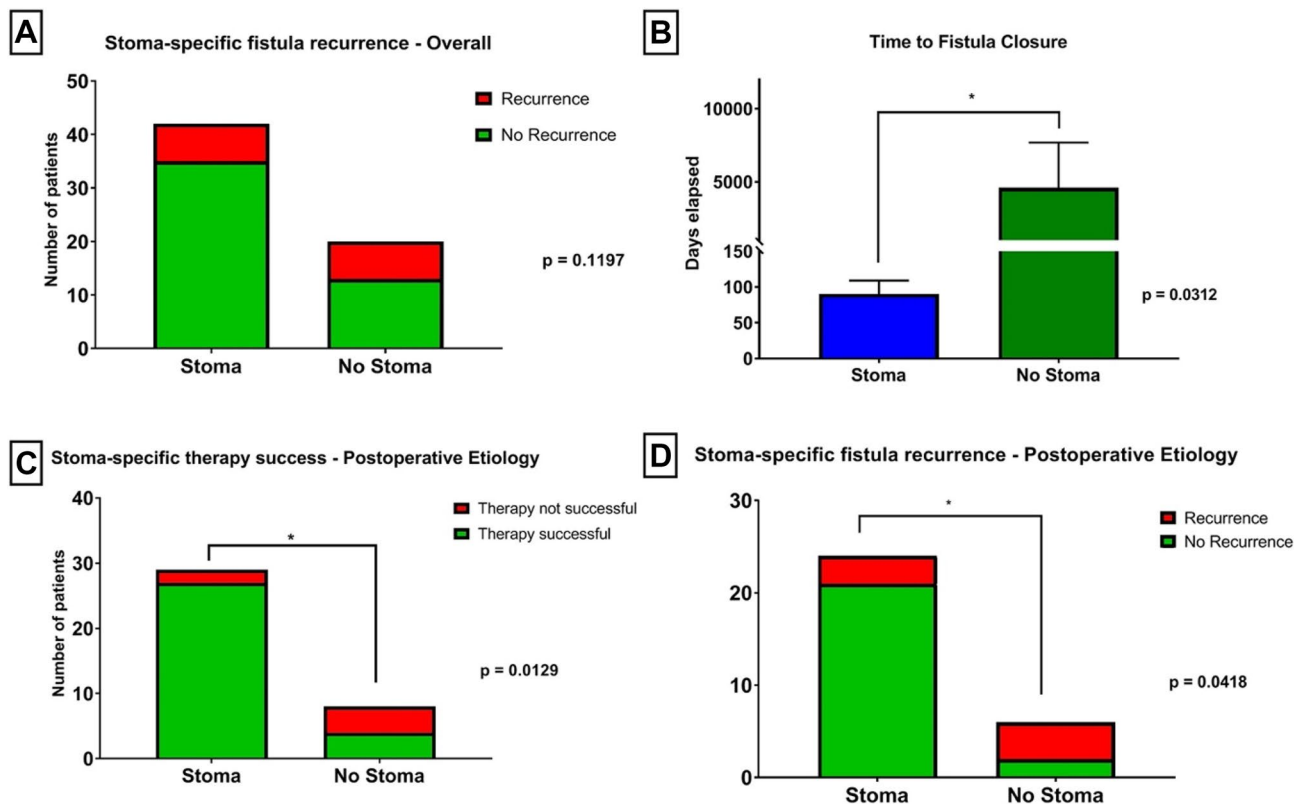 A
Stoma-specific fistula recurrence - Overall
Number of patients
50
40
30
20
10
0
Stoma
No Stoma
Recurrence
No Recurrence
p = 0.1197
B
Time to Fistula Closure
Days elapsed
10000
5000
150
100
50
0
*
Stoma
No Stoma
p = 0.0312
C
Stoma-specific therapy success - Postoperative Etiology
Number of patients
40
30
20
10
0
*
Stoma
No Stoma
Therapy not successful
Therapy successful
p = 0.0129
D
Stoma-specific fistula recurrence - Postoperative Etiology
30
20
10
0
*
Stoma
No Stoma
Recurrence
No Recurrence
p = 0.0418